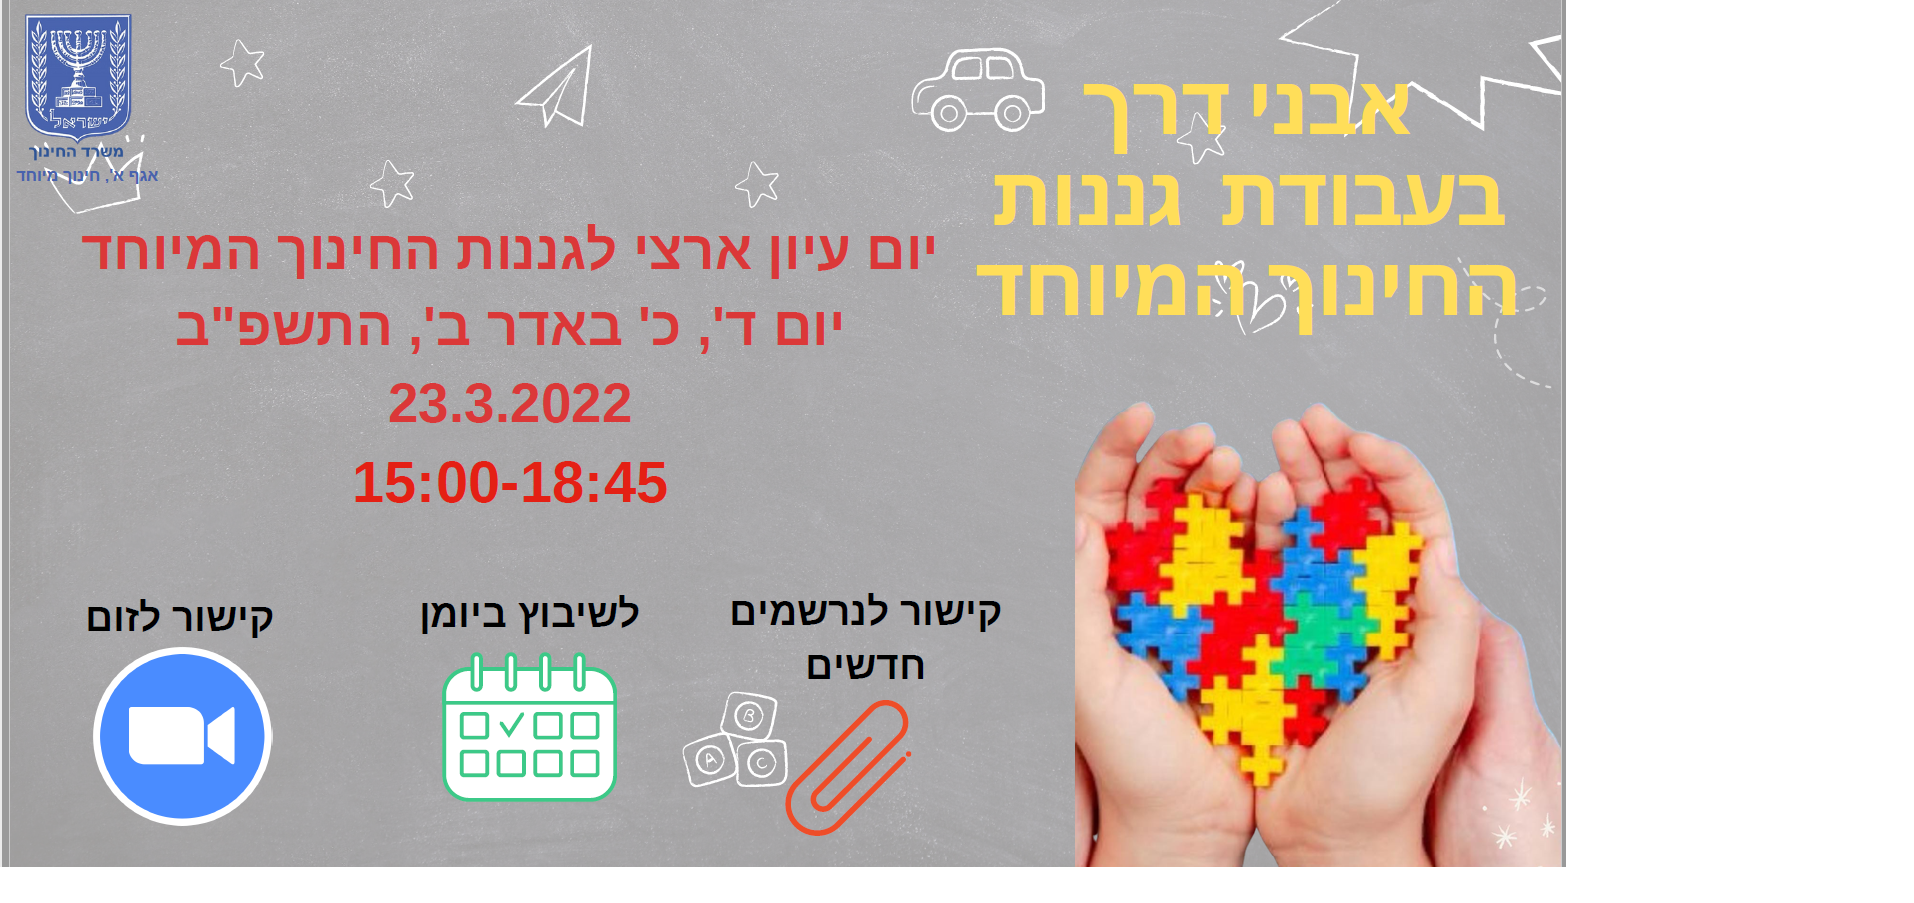 ישראל
משרד החינוך
אגף א', חינוך מיוחד
אבני דרך
בעבודת גננות
החינוך המיוחד
יום עיון ארצי לגננות החינוך המיוחד
יום ד', כ' באדר ב', התשפ"ב
23.3.2022
15:00-18:45
קישור לנרשמים
חדשים
לשיבוץ ביומן
קישור לזום
B
A C